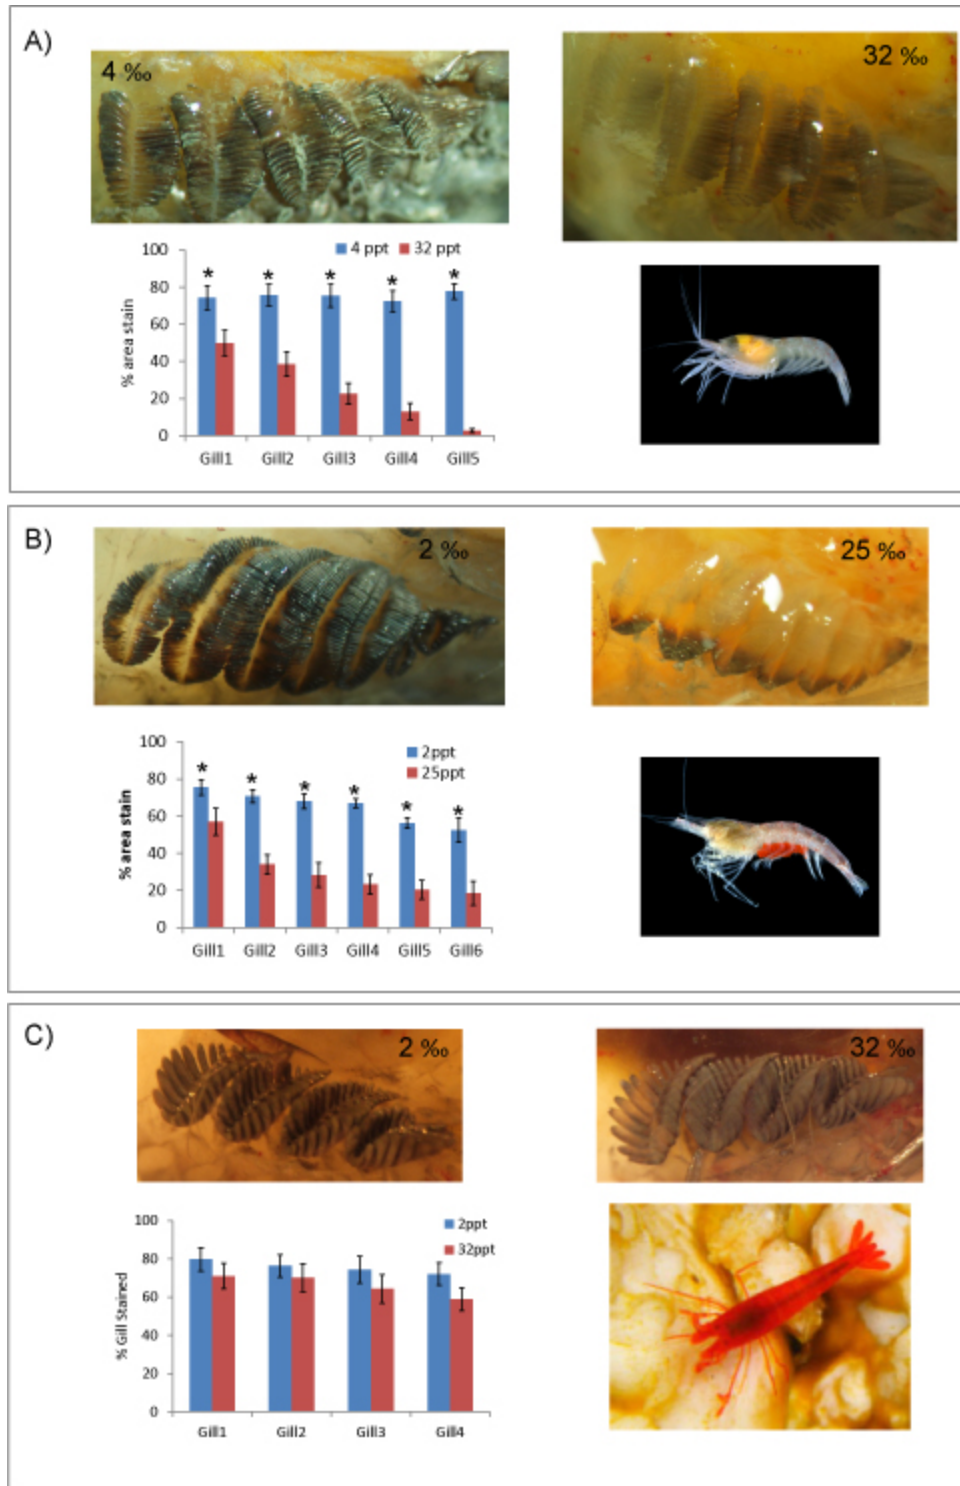 A)
4 ‰
32 ‰
4 ppt 32 ppt
% area stain
100
80
60
40
20
0
* * * * *
Gill1 Gill2 Gill3 Gill4 Gill5
B)
2 ‰
25 ‰
2ppt
25ppt
% area stain
100
80
60
40
20
0
* * * * * *
Gill1 Gill2 Gill3 Gill4 Gill5 Gill6
C)
2 ‰
32 ‰
2ppt
32ppt
% Gill Stained
100
80
60
40
20
0
Gill1 Gill2 Gill3 Gill4